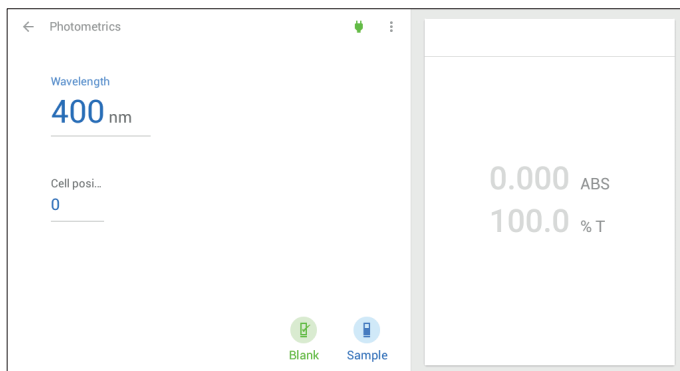 Photometrics
Wavelength
400 nm
Cell posi...
0
Blank Sample
0.000 ABS
100.0 % T